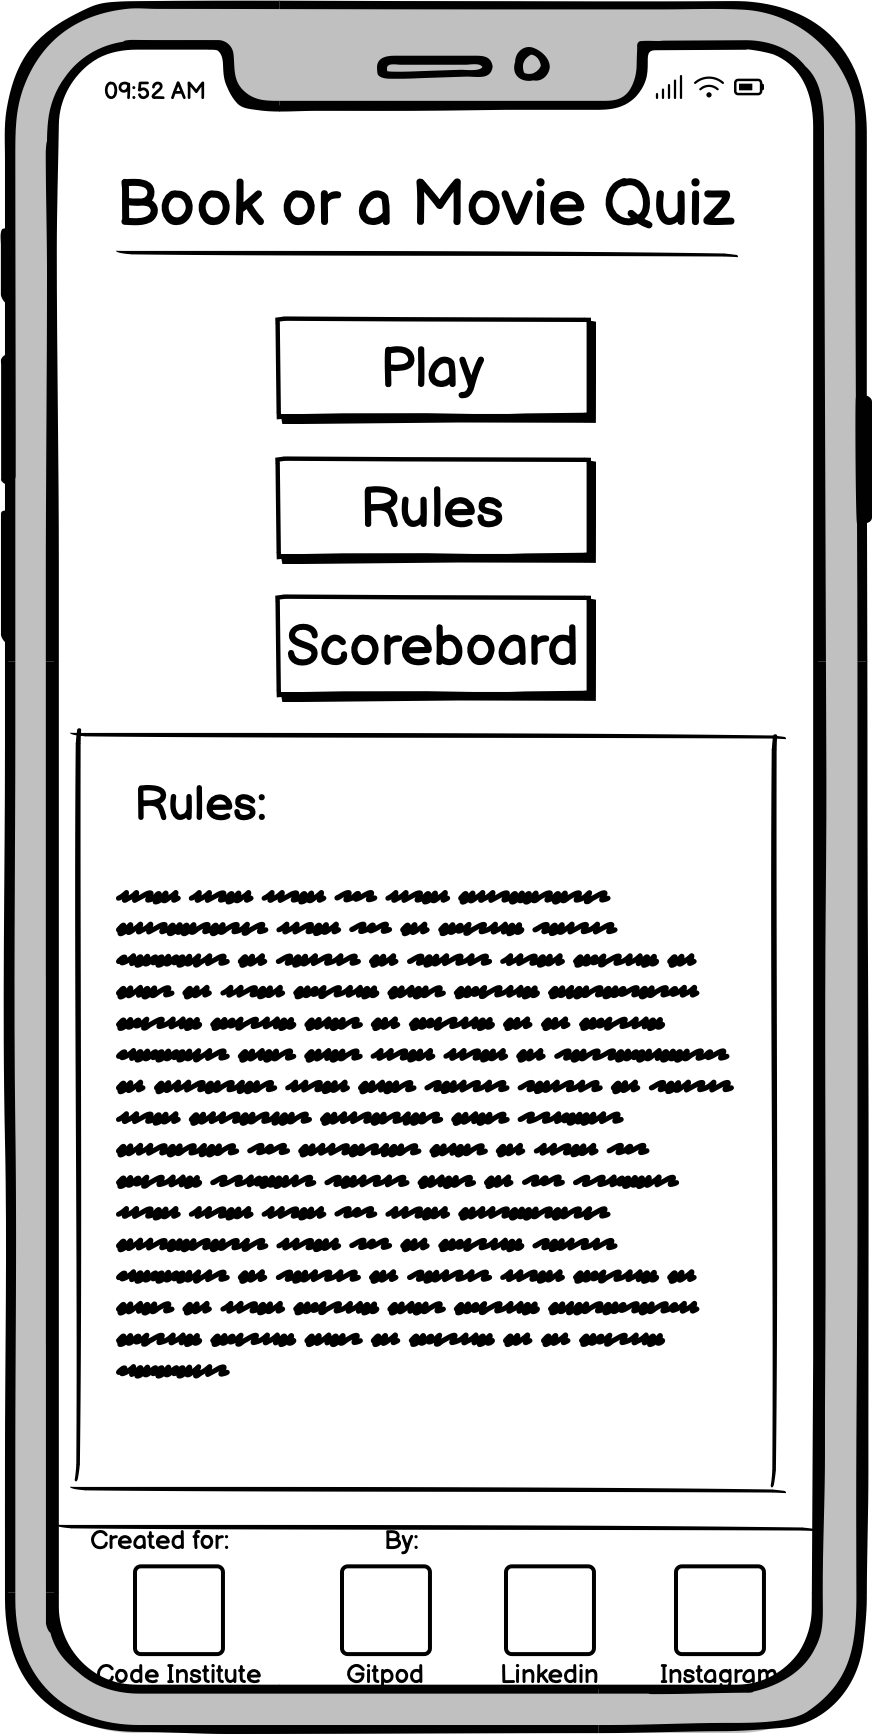 09:52 AM
Book or a Movie Quiz
Play
Rules
Scoreboard
Rules:
Created for: By:
Code Institute Gitpod Linkedin Instagram